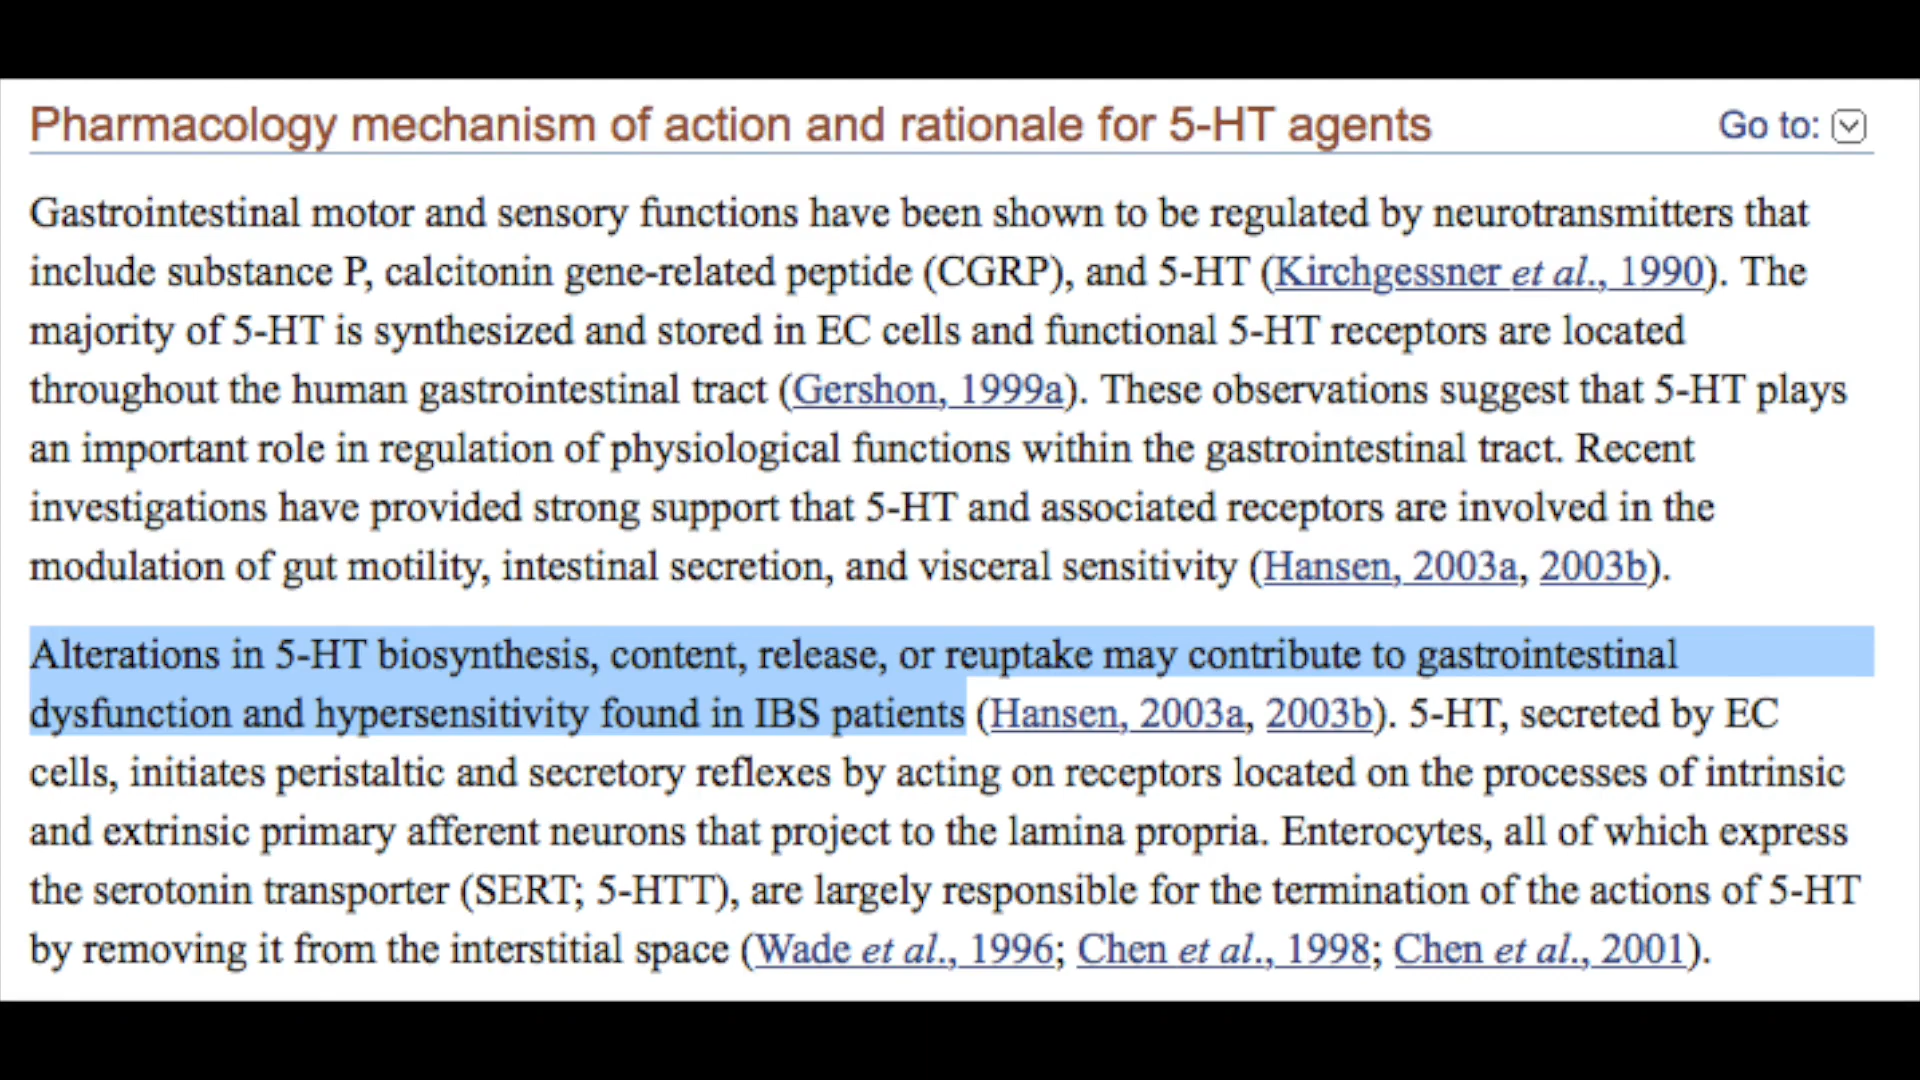 Pharmacology mechanism of action and rationale for 5-HT agents
Go to:
Gastrointestinal motor and sensory functions have been shown to be regulated by neurotransmitters that
include substance P, calcitonin gene-related peptide (CGRP), and 5-HT (Kirchgessner et al., 1990). The
majority of 5-HT is synthesized and stored in EC cells and functional 5-HT receptors are located
throughout the human gastrointestinal tract (Gershon, 1999a). These observations suggest that 5-HT plays
an important role in regulation of physiological functions within the gastrointestinal tract. Recent
investigations have provided strong support that 5-HT and associated receptors are involved in the
modulation of gut motility, intestinal secretion, and visceral sensitivity (Hansen, 2003a, 2003b).
Alterations in 5-HT biosynthesis, content, release, or reuptake may contribute to gastrointestinal
dysfunction and hypersensitivity found in IBS patients (Hansen, 2003a, 2003b). 5-HT, secreted by EC
cells, initiates peristaltic and secretory reflexes by acting on receptors located on the processes of intrinsic
and extrinsic primary afferent neurons that project to the lamina propria. Enterocytes, all of which express
the serotonin transporter (SERT; 5-HTT), are largely responsible for the termination of the actions of 5-HT
by removing it from the interstitial space (Wade et al., 1996; Chen et al., 1998; Chen et al., 2001).